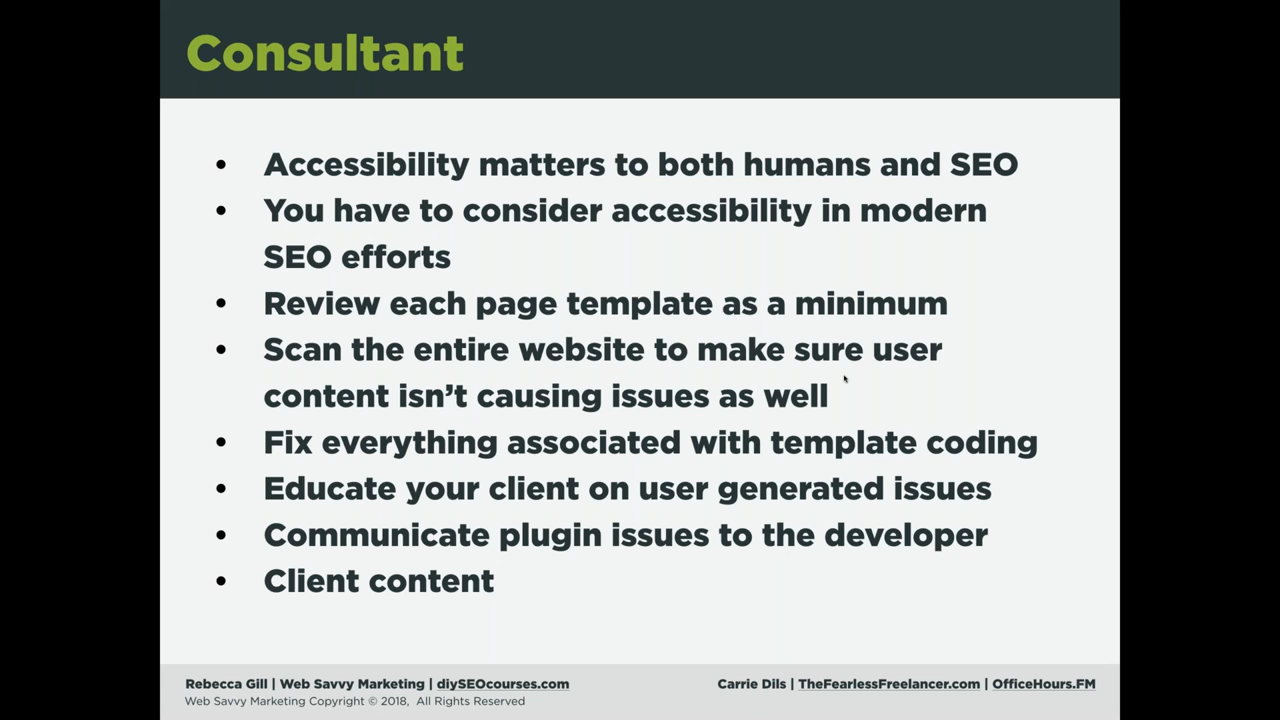 Consultant
• Accessibility matters to both humans and SEO
• You have to consider accessibility in modern
SEO efforts
• Review each page template as a minimum
• Scan the entire website to make sure user
content isn’t causing issues as well
• Fix everything associated with template coding
• Educate your client on user generated issues
• Communicate plugin issues to the developer
• Client content
Rebecca Gill | Web Savvy Marketing | diySEOcourses.com
Web Savvy Marketing Copyright © 2018, All Rights Reserved
Carrie Dils | TheFearlessFreelancer.com | OfficeHours.FM